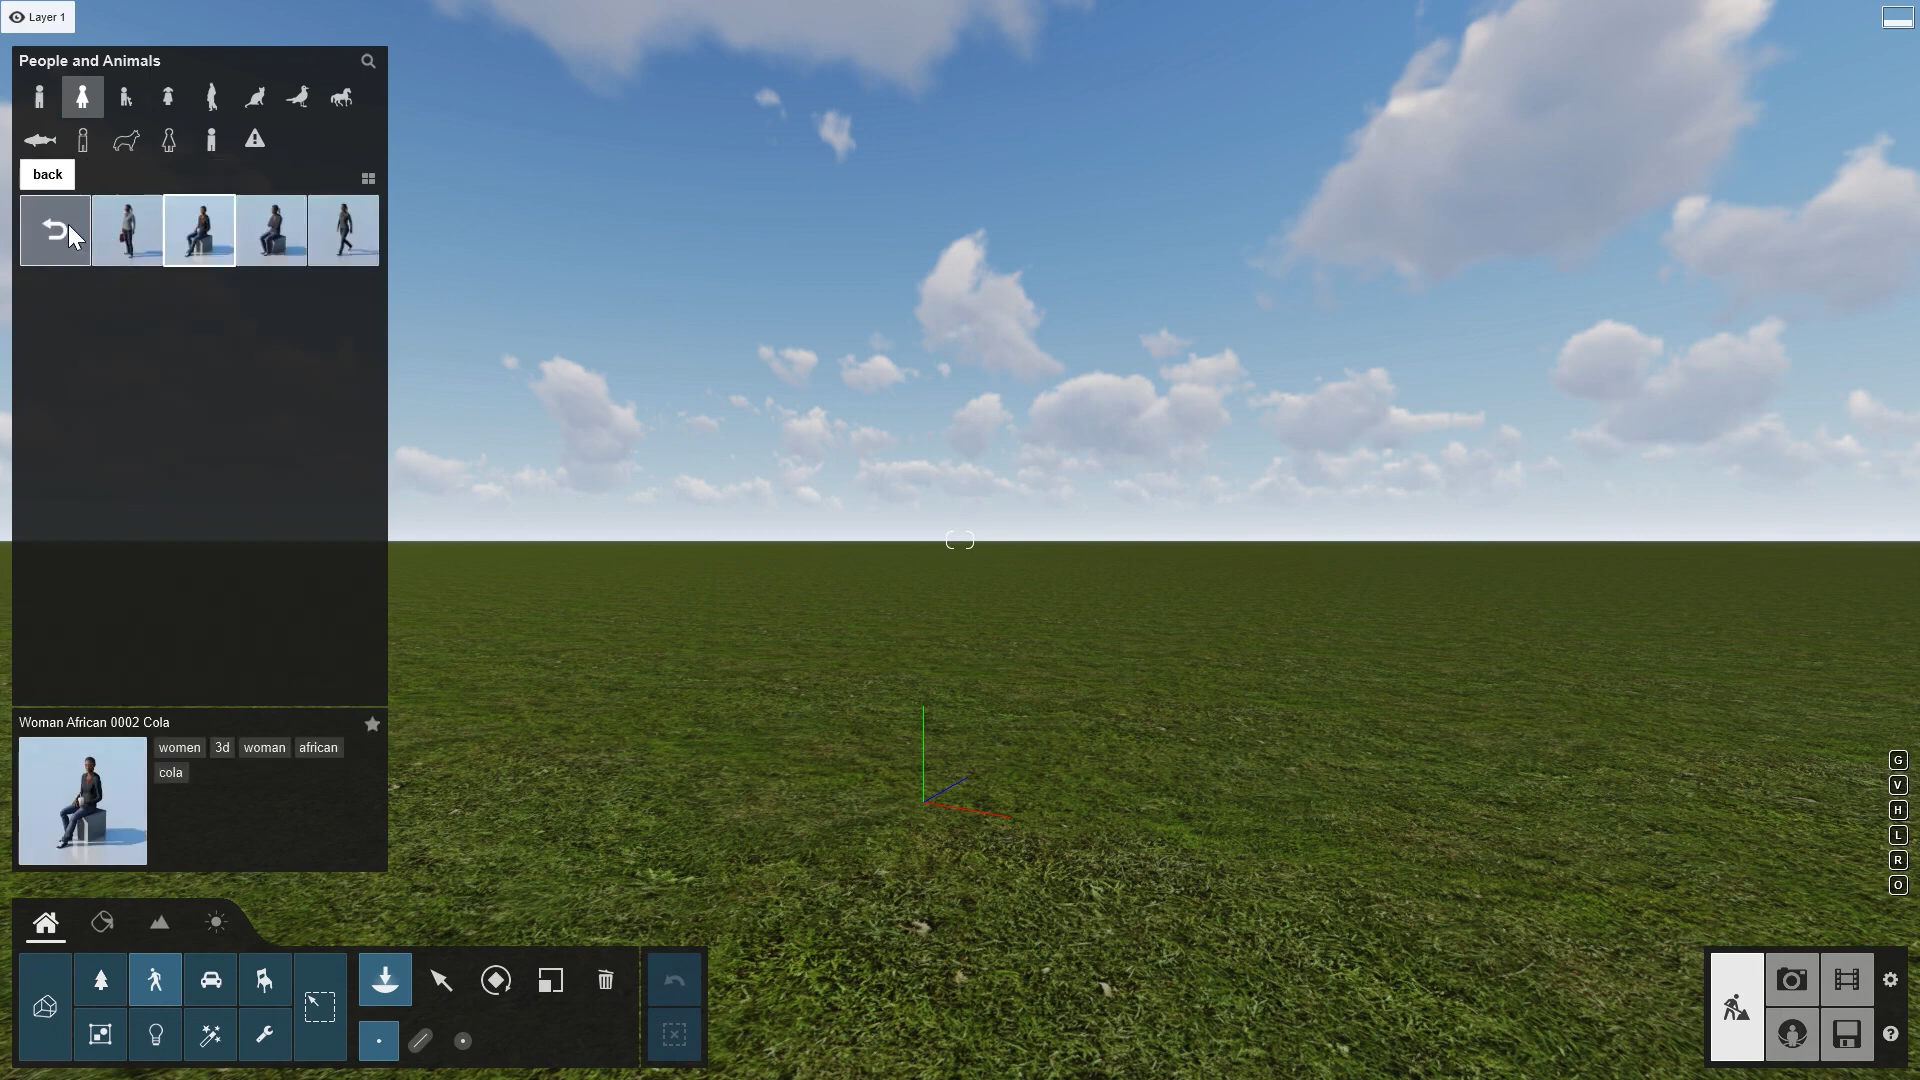 Layer 1
People and Animals
back
Woman African 0002 Cola
women 3d woman african
cola
G
V
H
L
R
O
?